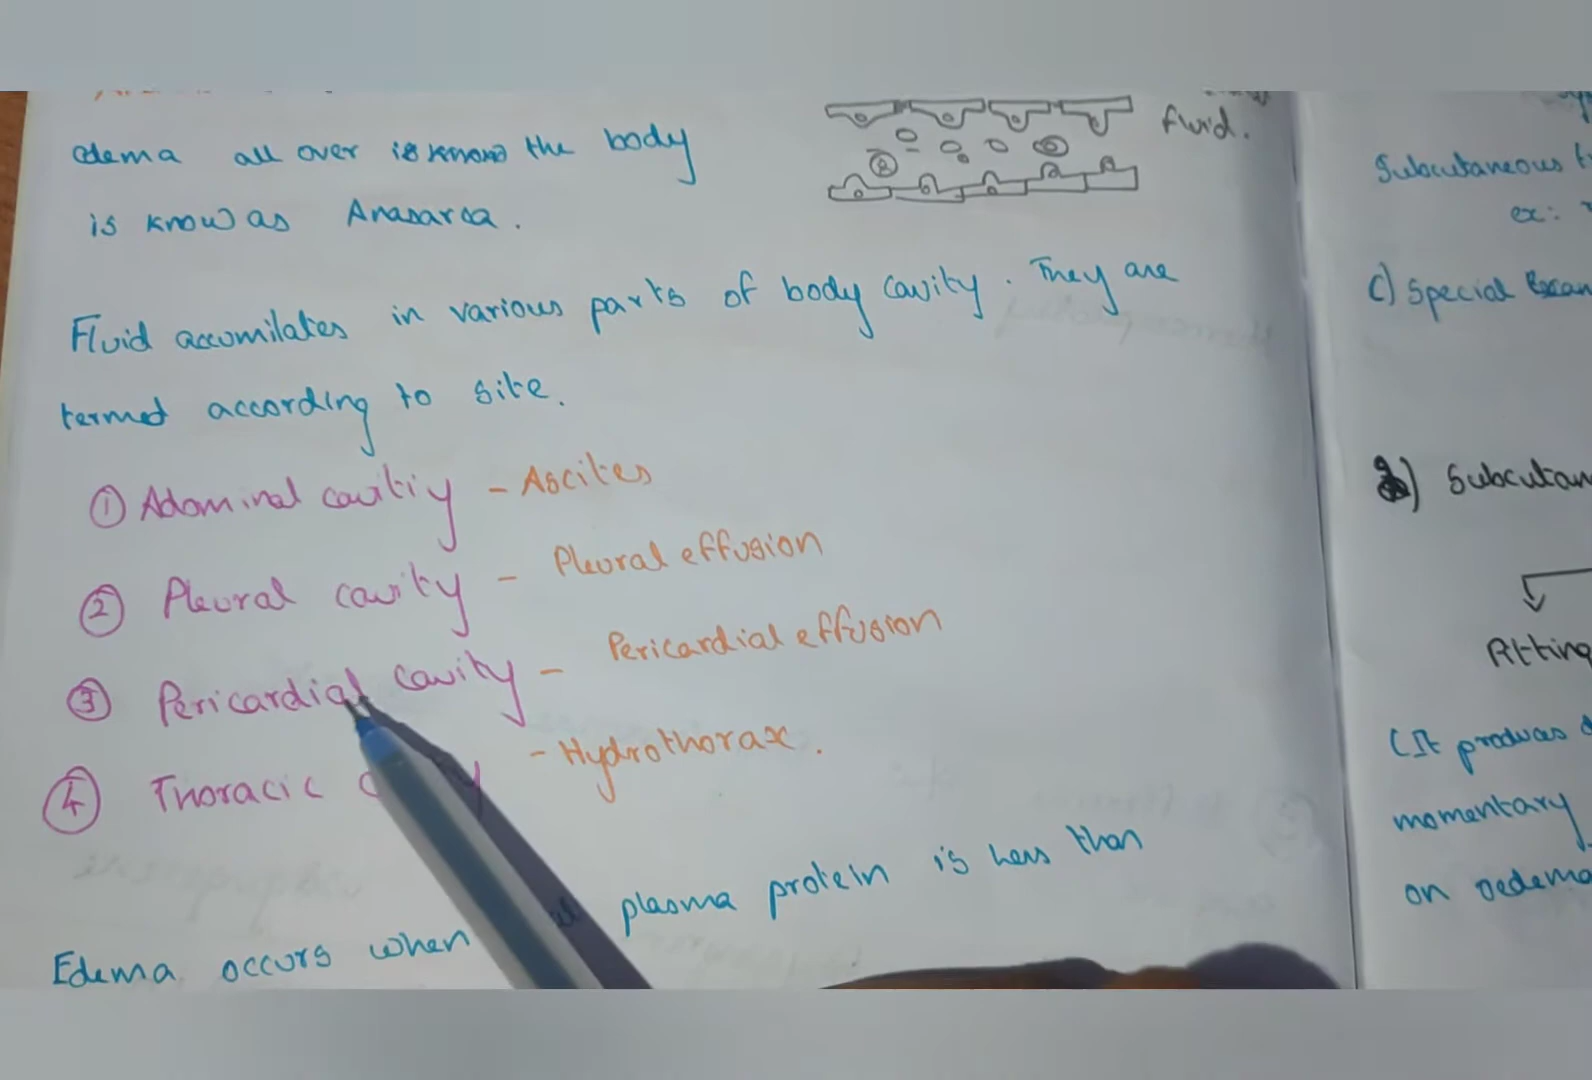 edema all over is known the body
is know as Anasarca.
fluid.
Fluid accumilates in various parts of body cavity. They are
termed according to site.
① Adominal cavitiy - Ascites
② Pleural cavity - Pleural effusion
③ Pericardial cavity - Pericardial effusion
④ Thoracic - Hydrothorax.
Edema occurs when plasma protein is less than
Subcutaneous
ex:
c) Special
Subcutan
(It produces
momentary
on oedema